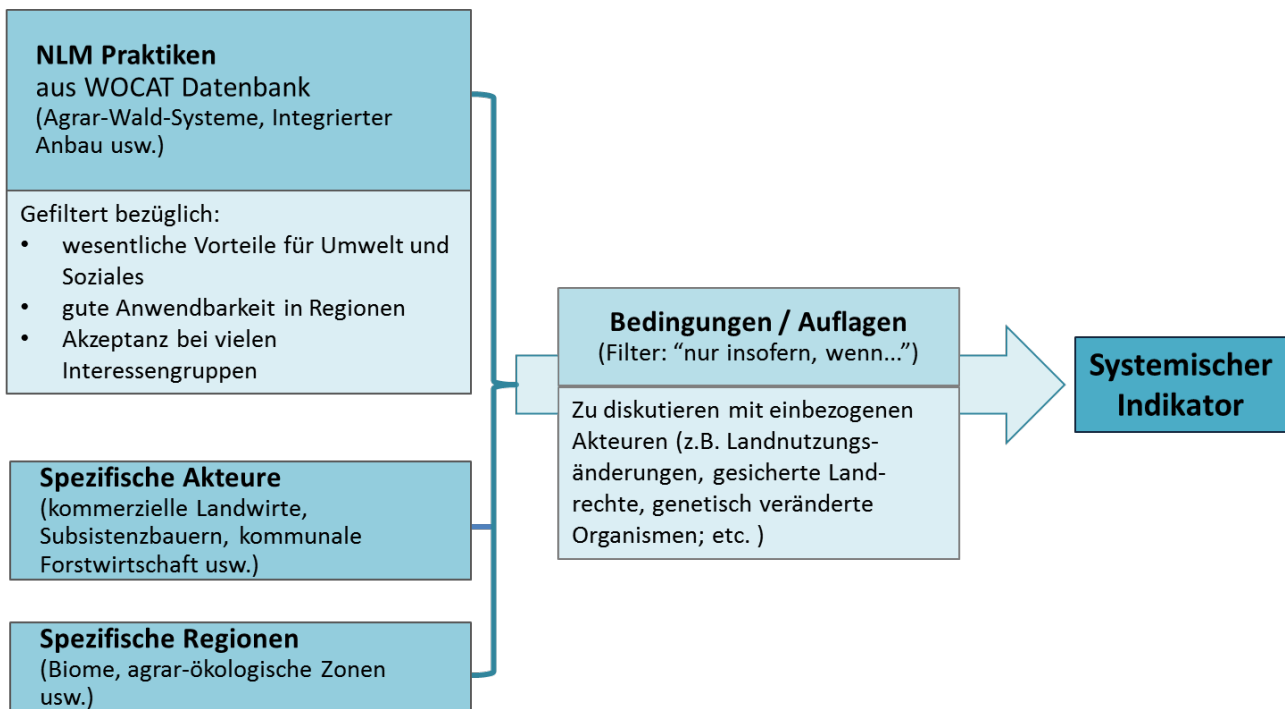 NLM Praktiken
aus WOCAT Datenbank
(Agrar-Wald-Systeme, Integrierter
Anbau usw.)
Gefiltert bezüglich:
• wesentliche Vorteile für Umwelt und
Soziales
• gute Anwendbarkeit in Regionen
• Akzeptanz bei vielen
Interessengruppen
Spezifische Akteure
(kommerzielle Landwirte,
Subsistenzbauern, kommunale
Forstwirtschaft usw.)
Spezifische Regionen
(Biome, agrar-ökologische Zonen
usw.)
Bedingungen / Auflagen
(Filter: “nur insofern, wenn...”)
Zu diskutieren mit einbezogenen
Akteuren (z.B. Landnutzungs-
änderungen, gesicherte Land-
rechte, genetisch veränderte
Organismen; etc. )
Systemischer
Indikator